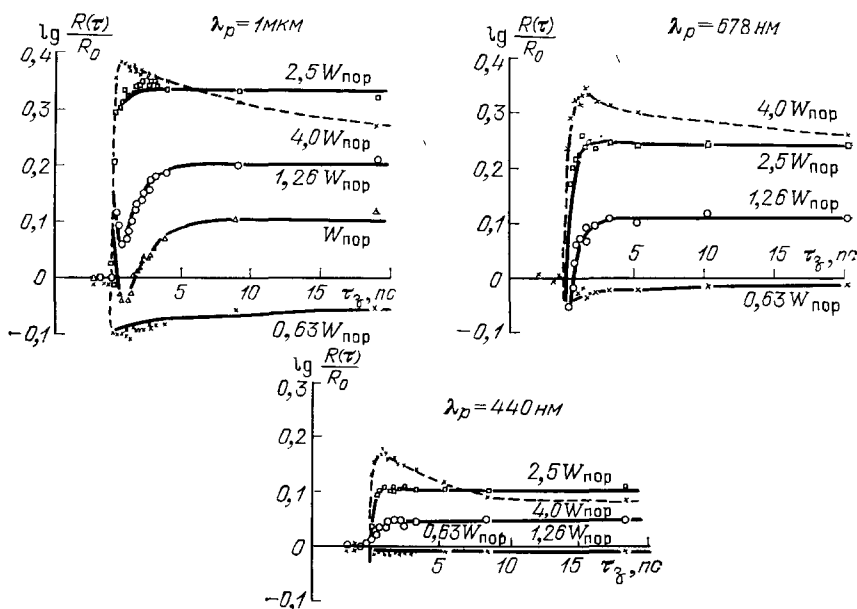 lg R(τ)/R₀
λp = 1 мкм
0,4
0,3
0,2
0,1
0
−0,1
2,5 Wпор
4,0 Wпор
1,26 Wпор
Wпор
5
10
15
τз, пс
0,63 Wпор
lg R(τ)/R₀
λp = 678 нм
0,4
0,3
0,2
0,1
0
−0,1
4,0 Wпор
2,5 Wпор
1,26 Wпор
5
10
15
τз, пс
0,63 Wпор
lg R(τ)/R₀
λp = 440 нм
0,3
0,2
0,1
0
−0,1
2,5 Wпор
4,0 Wпор
0,63 Wпор
1,26 Wпор
5
10
15
τз, пс